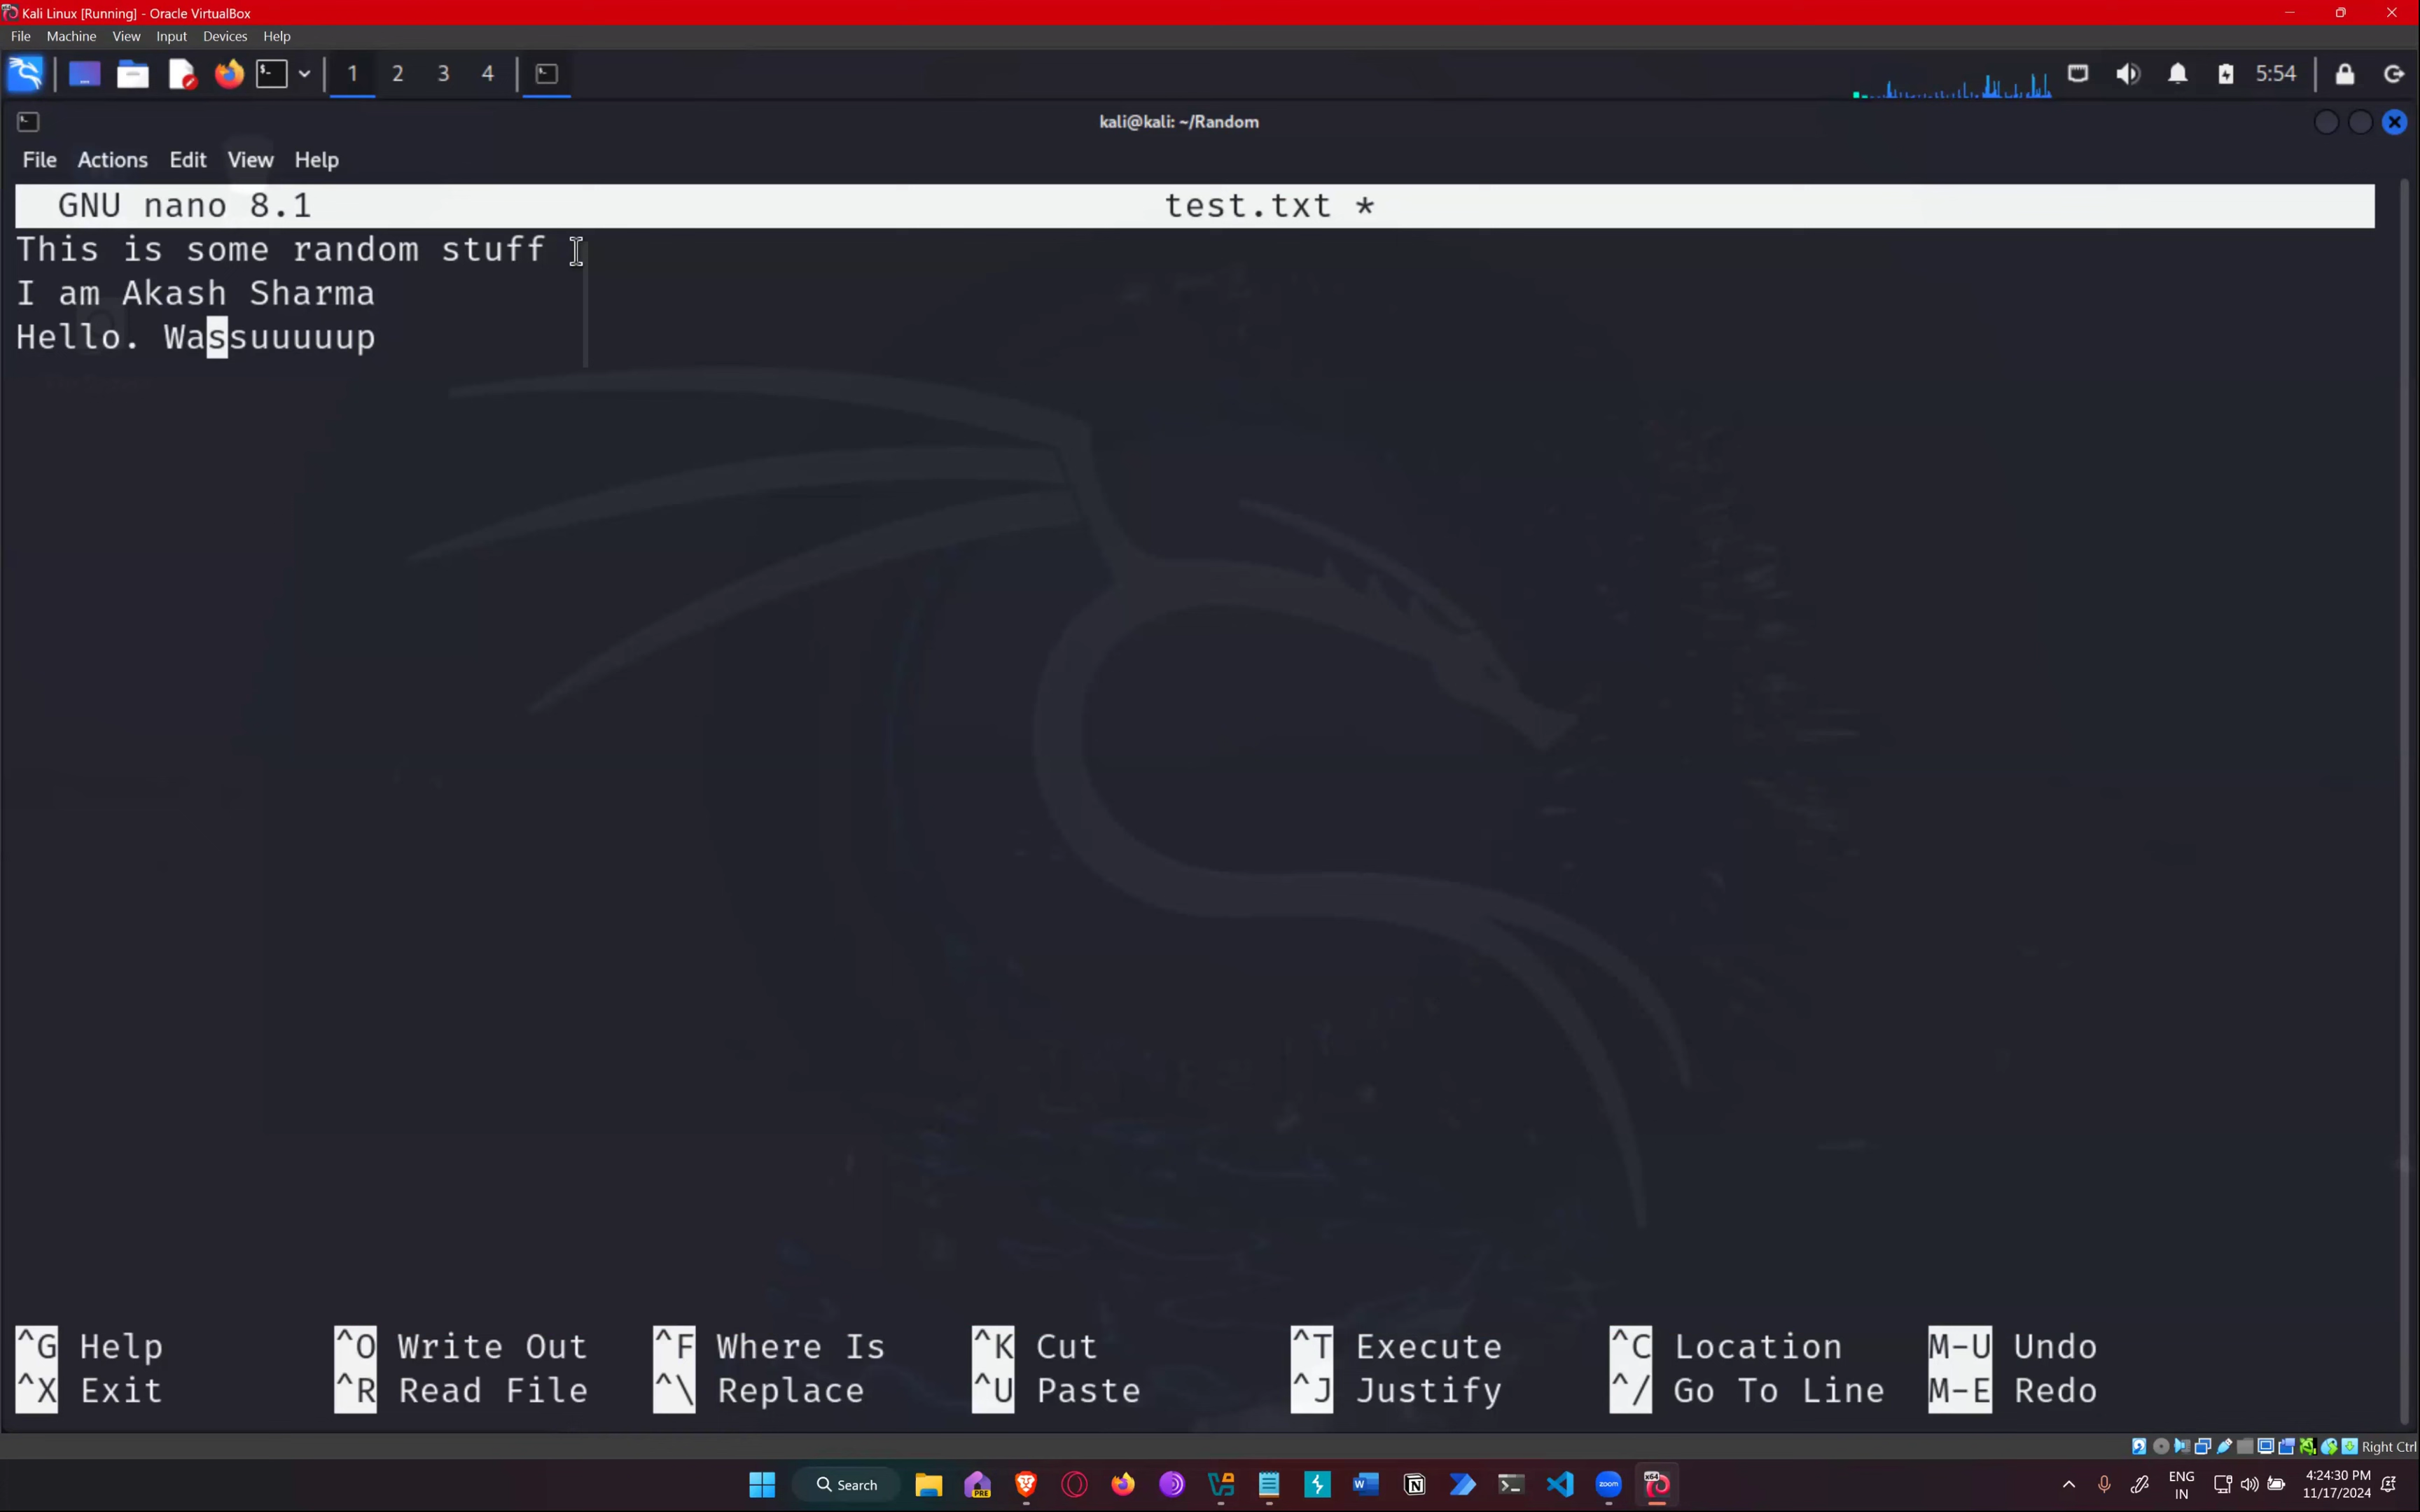 Kali Linux [Running] - Oracle VirtualBox
File Machine View Input Devices Help
1 2 3 4 5:54
kali@kali: ~/Random
File Actions Edit View Help
GNU nano 8.1 test.txt *
This is some random stuff
I am Akash Sharma
Hello. Wassuuuuup
^G Help ^O Write Out ^F Where Is ^K Cut ^T Execute ^C Location M-U Undo
^X Exit ^R Read File ^\ Replace ^U Paste ^J Justify ^/ Go To Line M-E Redo
Right Ctrl
Search PRE zoom ENG 4:24:30 PM
IN 11/17/2024